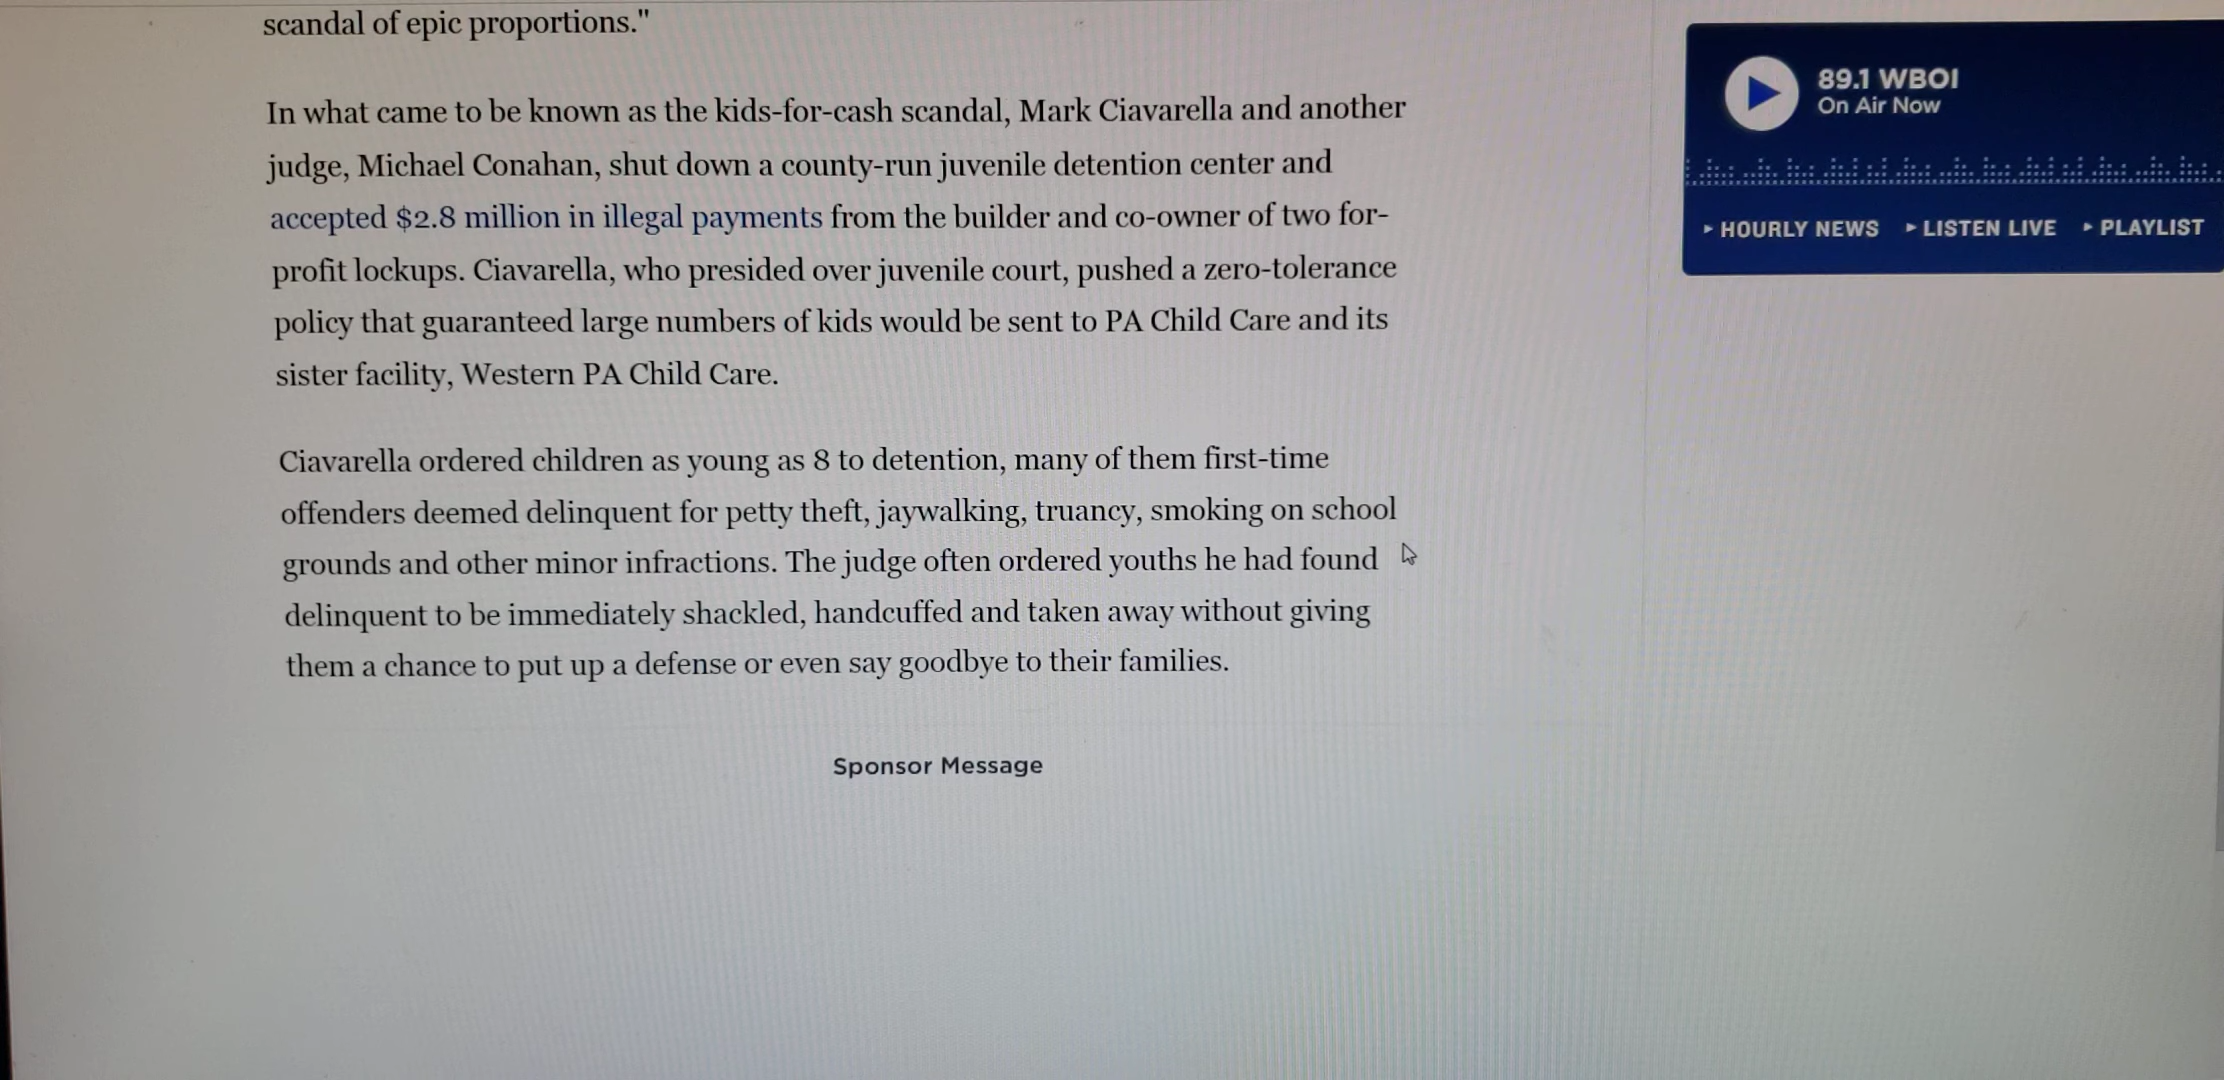 scandal of epic proportions."
In what came to be known as the kids-for-cash scandal, Mark Ciavarella and another
judge, Michael Conahan, shut down a county-run juvenile detention center and
accepted $2.8 million in illegal payments from the builder and co-owner of two for-
profit lockups. Ciavarella, who presided over juvenile court, pushed a zero-tolerance
policy that guaranteed large numbers of kids would be sent to PA Child Care and its
sister facility, Western PA Child Care.
Ciavarella ordered children as young as 8 to detention, many of them first-time
offenders deemed delinquent for petty theft, jaywalking, truancy, smoking on school
grounds and other minor infractions. The judge often ordered youths he had found
delinquent to be immediately shackled, handcuffed and taken away without giving
them a chance to put up a defense or even say goodbye to their families.
Sponsor Message
89.1 WBOI
On Air Now
HOURLY NEWS LISTEN LIVE PLAYLIST